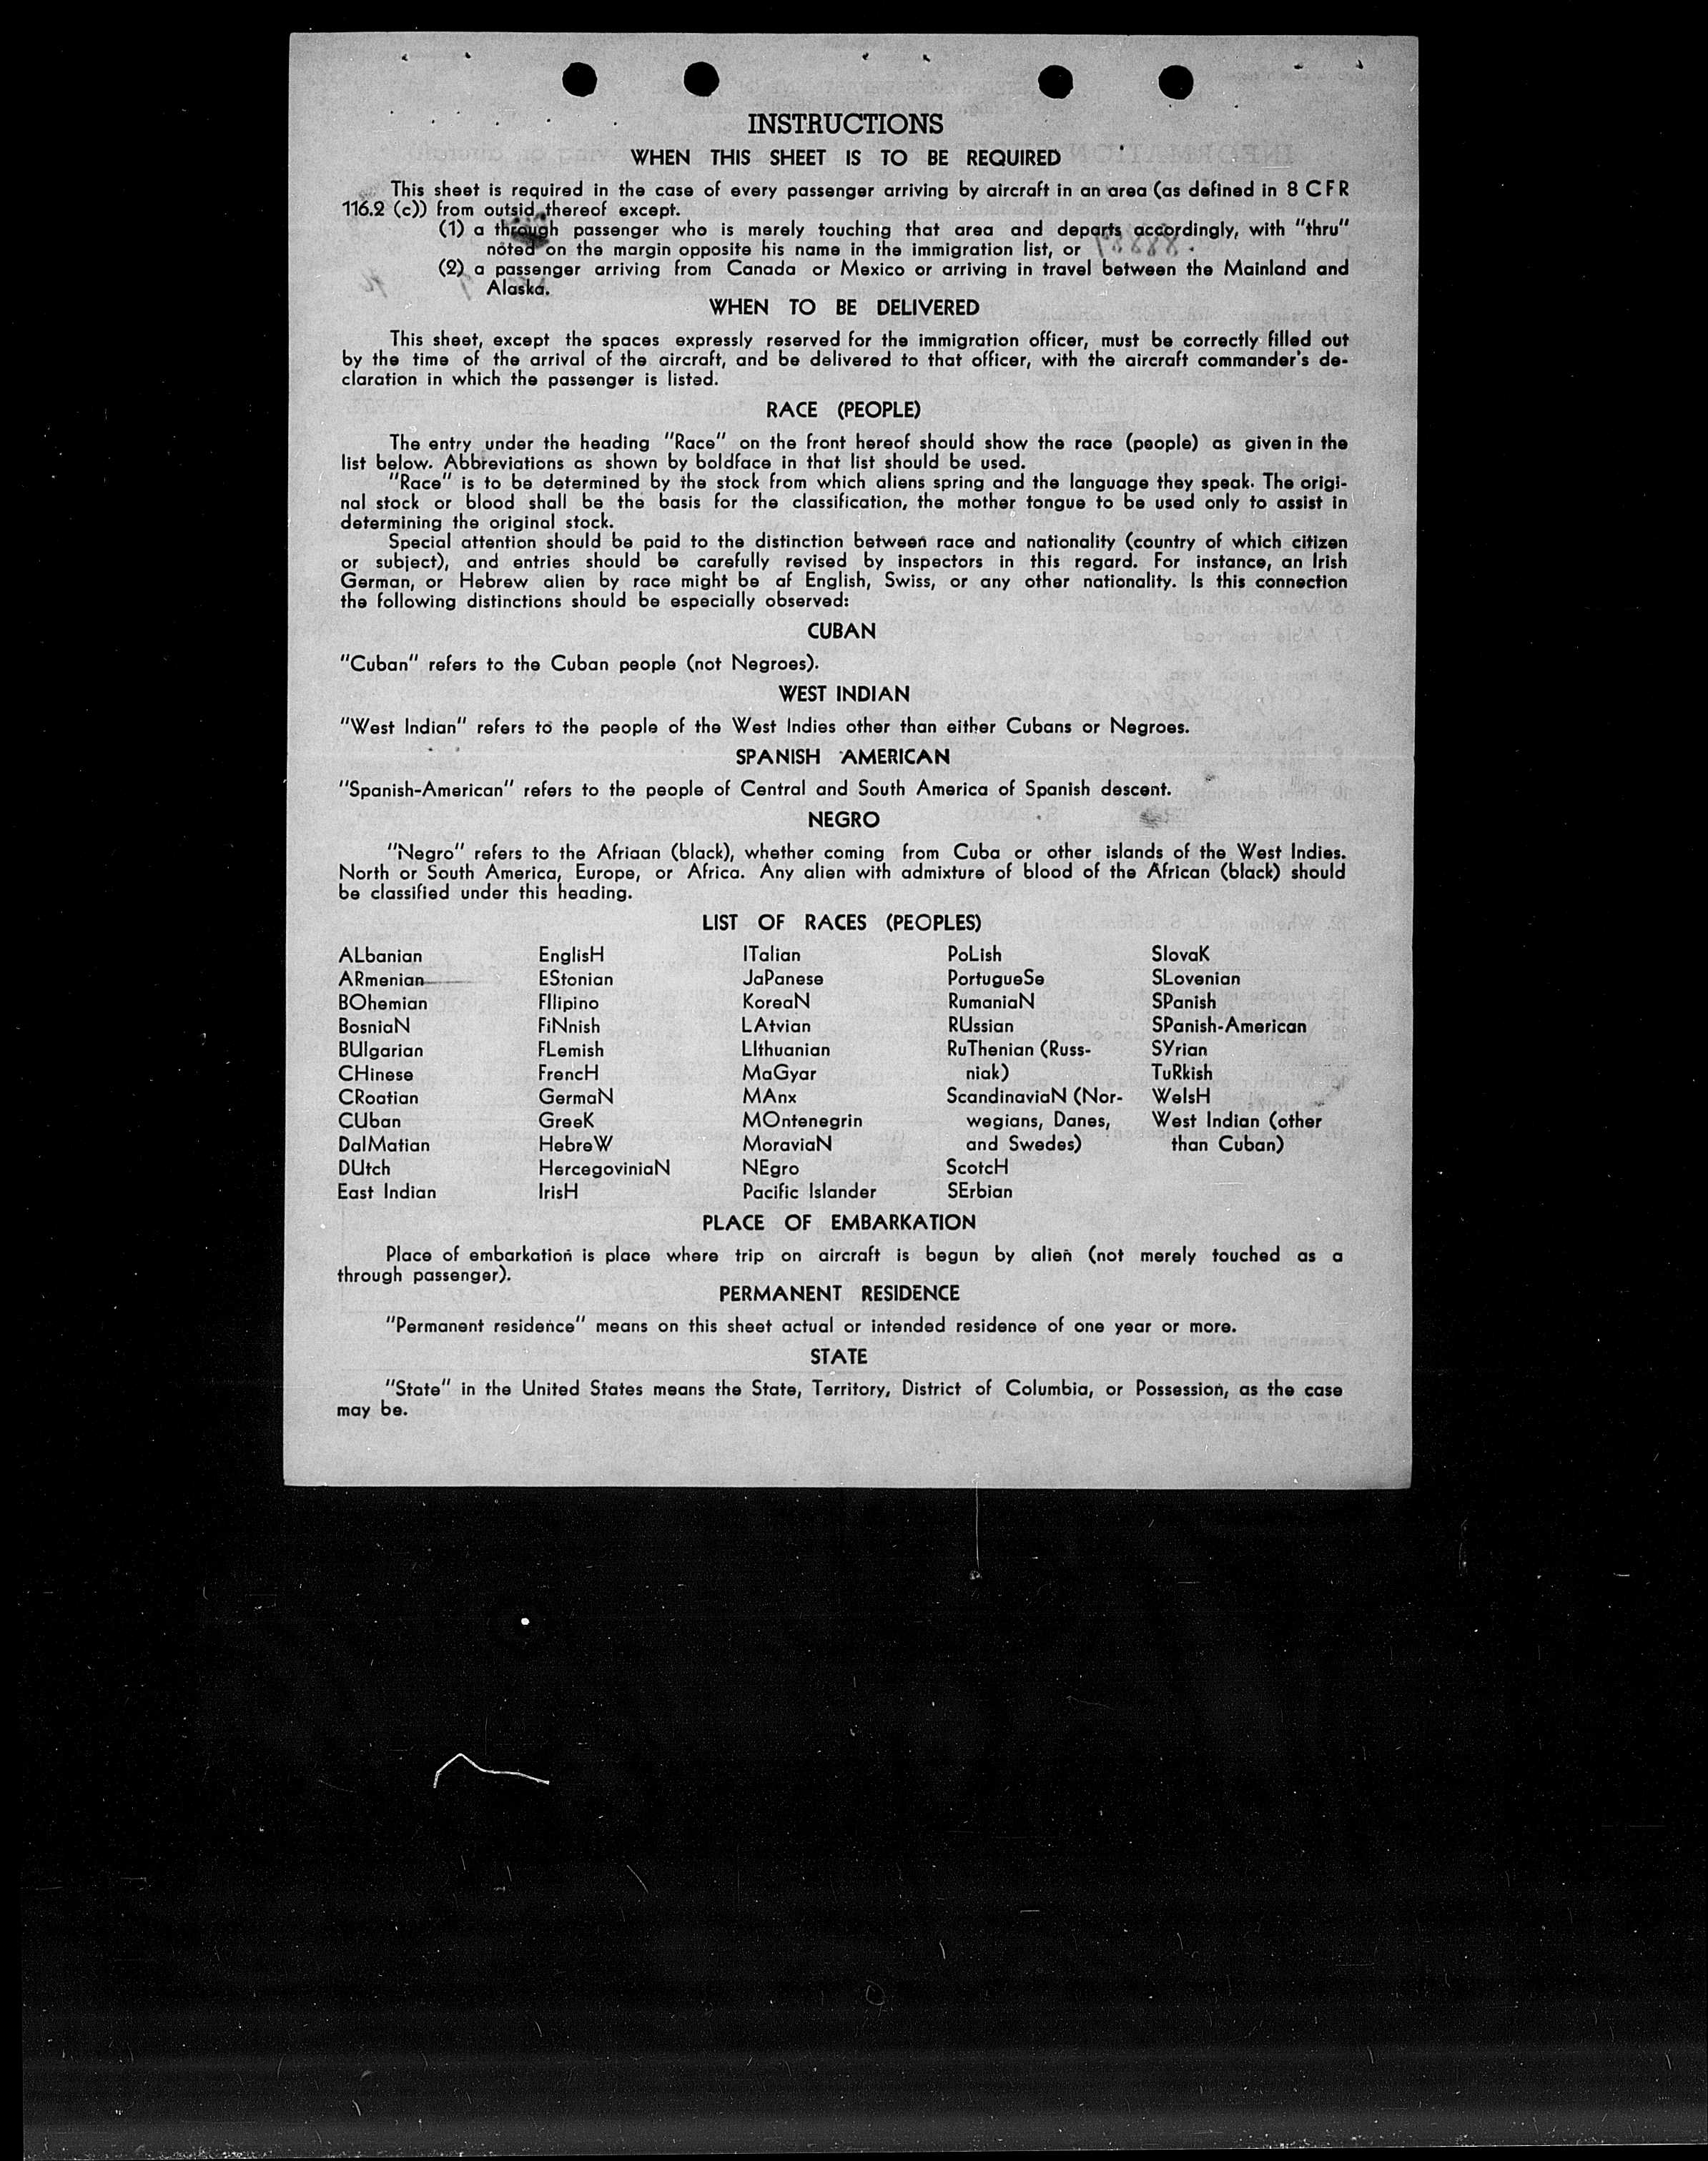 INSTRUCTIONS
WHEN THIS SHEET IS TO BE REQUIRED
This sheet is required in the case of every passenger arriving by aircraft in an area (as defined in 8 CFR
116.2 (c)) from outsid thereof except.
(1) a through passenger who is merely touching that area and departs accordingly, with "thru"
noted on the margin opposite his name in the immigration list, or
(2) a passenger arriving from Canada or Mexico or arriving in travel between the Mainland and
Alaska.
WHEN TO BE DELIVERED
This sheet, except the spaces expressly reserved for the immigration officer, must be correctly filled out
by the time of the arrival of the aircraft, and be delivered to that officer, with the aircraft commander's de-
claration in which the passenger is listed.
RACE (PEOPLE)
The entry under the heading "Race" on the front hereof should show the race (people) as given in the
list below. Abbreviations as shown by boldface in that list should be used.
"Race" is to be determined by the stock from which aliens spring and the language they speak. The origi-
nal stock or blood shall be the basis for the classification, the mother tongue to be used only to assist in
determining the original stock.
Special attention should be paid to the distinction between race and nationality (country of which citizen
or subject), and entries should be carefully revised by inspectors in this regard. For instance, an Irish
German, or Hebrew alien by race might be af English, Swiss, or any other nationality. Is this connection
the following distinctions should be especially observed:
CUBAN
"Cuban" refers to the Cuban people (not Negroes).
WEST INDIAN
"West Indian" refers to the people of the West Indies other than either Cubans or Negroes.
SPANISH AMERICAN
"Spanish-American" refers to the people of Central and South America of Spanish descent.
NEGRO
"Negro" refers to the Afriaan (black), whether coming from Cuba or other islands of the West Indies.
North or South America, Europe, or Africa. Any alien with admixture of blood of the African (black) should
be classified under this heading.
LIST OF RACES (PEOPLES)
ALbanian
ARmenian
BOhemian
BosniaN
BUlgarian
CHinese
CRoatian
CUban
DalMatian
DUtch
East Indian
EnglisH
EStonian
FIlipino
FiNnish
FLemish
FrencH
GermaN
GreeK
HebreW
HercegoviniaN
IrisH
ITalian
JaPanese
KoreaN
LAtvian
LIthuanian
MaGyar
MAnx
MOntenegrin
MoraviaN
NEgro
Pacific Islander
PoLish
PortugueSe
RumaniaN
RUssian
RuThenian (Russ-
niak)
ScandinaviaN (Nor-
wegians, Danes,
and Swedes)
ScotcH
SErbian
SlovaK
SLovenian
SPanish
SPanish-American
SYrian
TuRkish
WelsH
West Indian (other
than Cuban)
PLACE OF EMBARKATION
Place of embarkation is place where trip on aircraft is begun by alien (not merely touched as a
through passenger).
PERMANENT RESIDENCE
"Permanent residence" means on this sheet actual or intended residence of one year or more.
STATE
"State" in the United States means the State, Territory, District of Columbia, or Possession, as the case
may be.